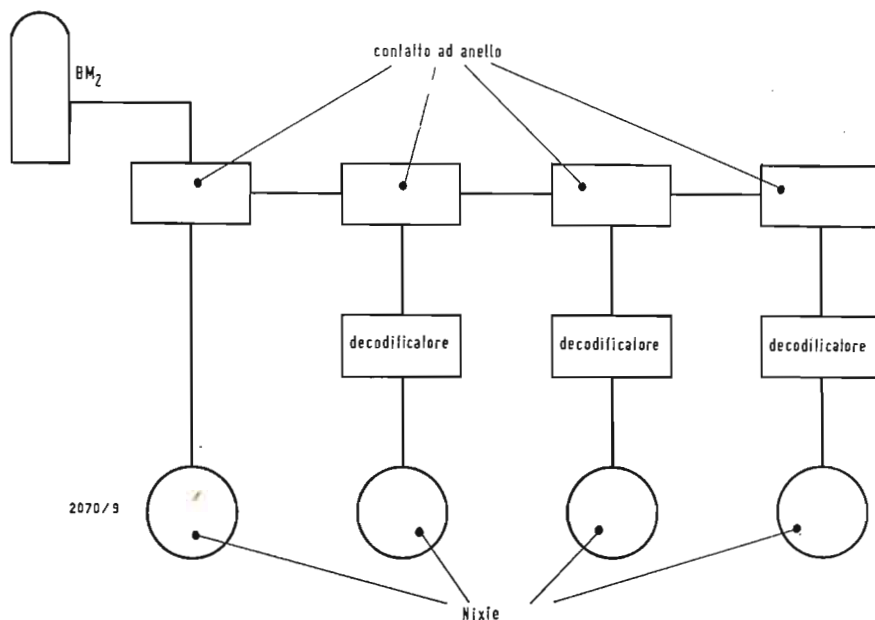 contatto ad anello
BM2
decodificatore
decodificatore
decodificatore
2070/9
Nixie